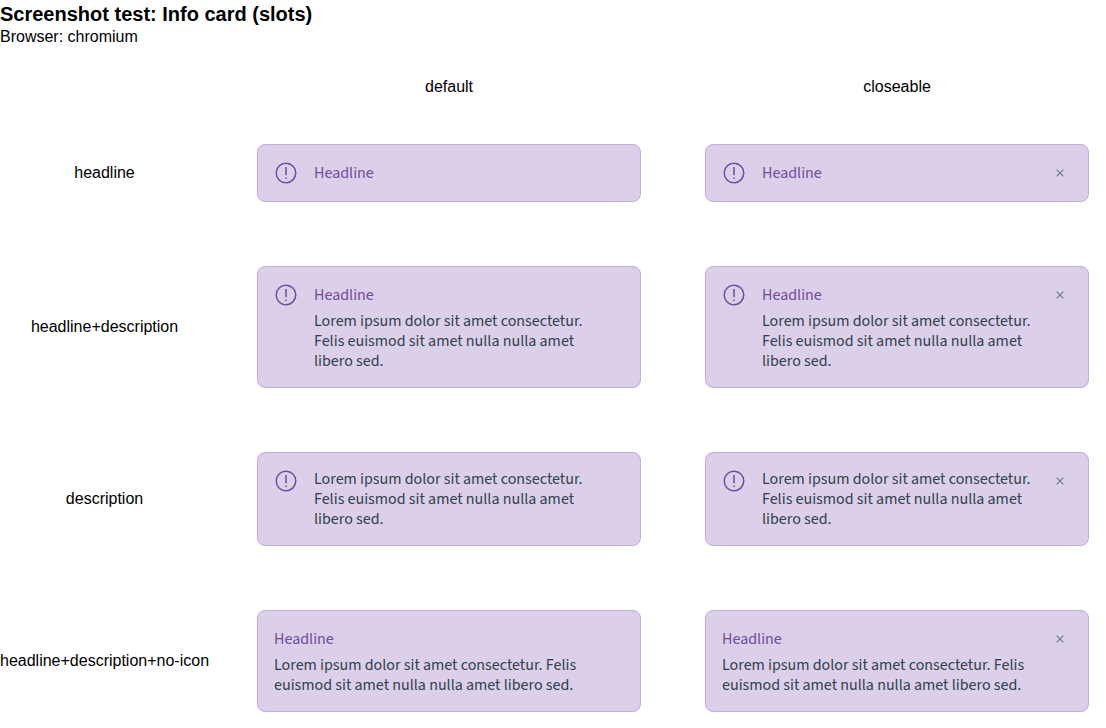 Screenshot test: Info card (slots)
Browser: chromium
default
closeable
headline
Headline
Headline
headline+description
Headline
Lorem ipsum dolor sit amet consectetur.
Felis euismod sit amet nulla nulla amet
libero sed.
Headline
Lorem ipsum dolor sit amet consectetur.
Felis euismod sit amet nulla nulla amet
libero sed.
description
Lorem ipsum dolor sit amet consectetur.
Felis euismod sit amet nulla nulla amet
libero sed.
Lorem ipsum dolor sit amet consectetur.
Felis euismod sit amet nulla nulla amet
libero sed.
headline+description+no-icon
Headline
Lorem ipsum dolor sit amet consectetur. Felis
euismod sit amet nulla nulla amet libero sed.
Headline
Lorem ipsum dolor sit amet consectetur. Felis
euismod sit amet nulla nulla amet libero sed.